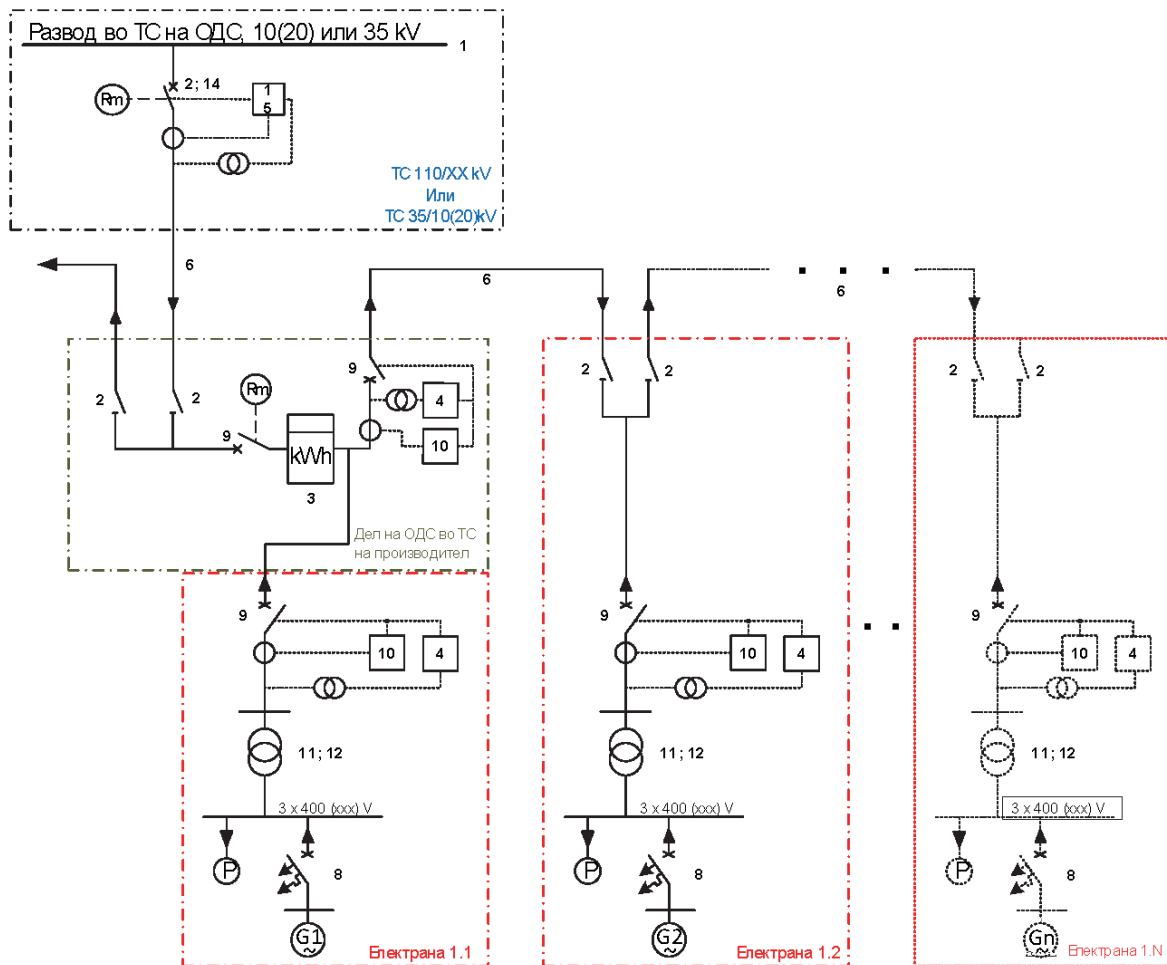 Развод во ТС на ОДС, 10(20) или 35 kV
1
2; 14
Rm
1
5
ТС 110/ХХ kV
Или
ТС 35/10(20)kV
6
6
6
2
2
9
Rm
kWh
3
9
4
10
Дел на ОДС во ТС
на производител
2
2
2
2
9
10
4
11; 12
3 x 400 (xxx) V
P
8
G1
Електрана 1.1
9
10
4
11; 12
3 x 400 (xxx) V
P
8
G2
Електрана 1.2
9
10
4
11; 12
3 x 400 (xxx) V
P
8
Gn
Електрана 1.N